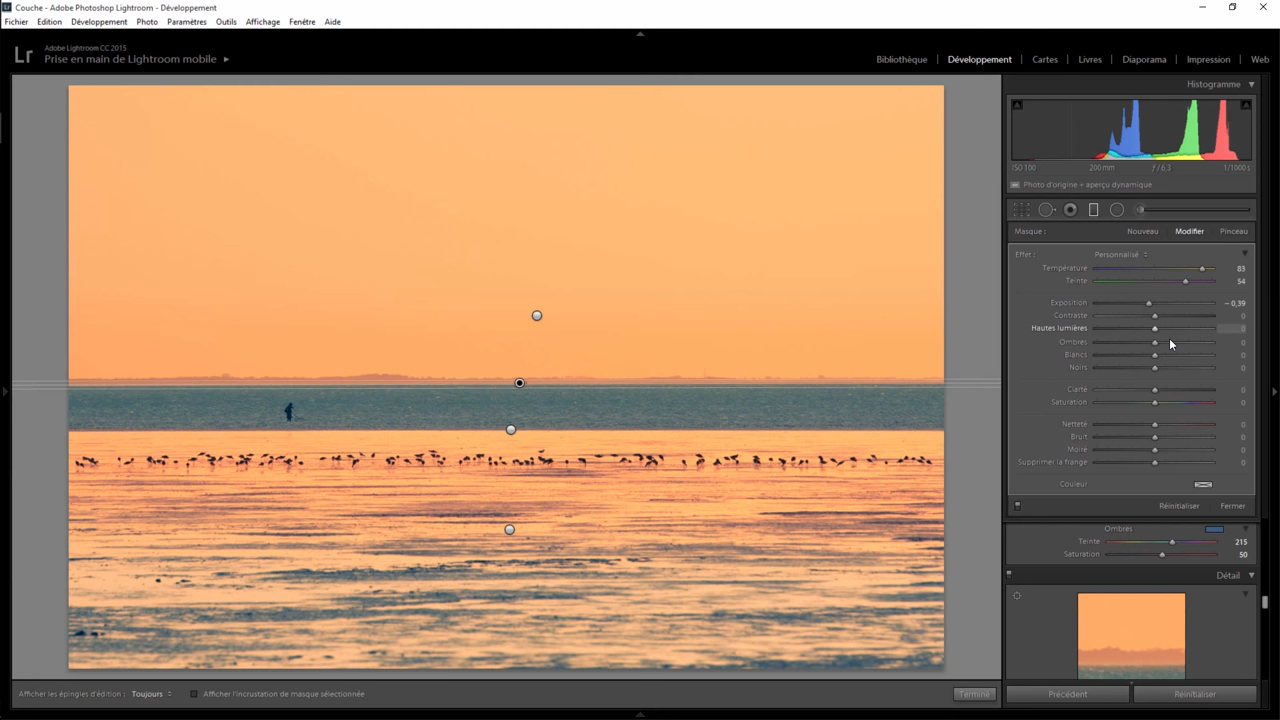 Couche - Adobe Photoshop Lightroom - Développement
Fichier Edition Développement Photo Paramètres Outils Affichage Fenêtre Aide
Lr
Adobe Lightroom CC 2015
Prise en main de Lightroom mobile
Bibliothèque Développement Cartes Livres Diaporama Impression Web
Histogramme
ISO 100 200 mm ƒ / 6,3 1/1000 s
Photo d'origine + aperçu dynamique
Masque : Nouveau Modifier Pinceau
Effet : Personnalisé
Température 83
Teinte 54
Exposition – 0,39
Contraste 0
Hautes lumières 0
Ombres 0
Blancs 0
Noirs 0
Clarté 0
Saturation 0
Netteté 0
Bruit 0
Moiré 0
Supprimer la frange 0
Couleur
Réinitialiser Fermer
Ombres
Teinte 215
Saturation 50
Détail
Afficher les épingles d'édition : Toujours Afficher l'incrustation de masque sélectionnée Terminé
Précédent Réinitialiser